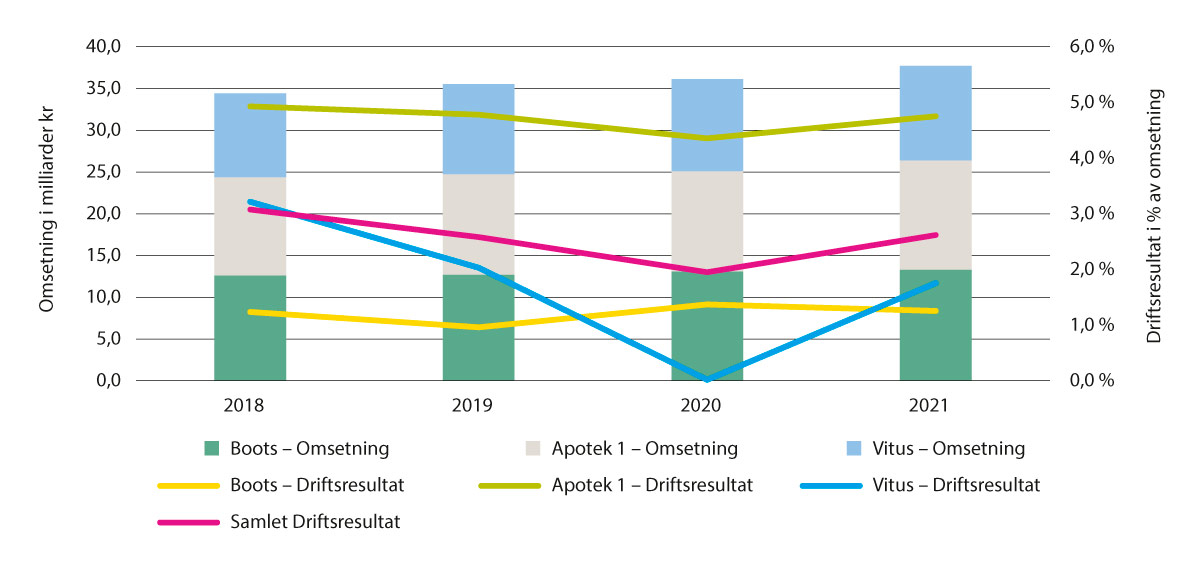 40,0
35,0
30,0
25,0
20,0
15,0
10,0
5,0
0,0
Omsetning i milliarder kr
6,0 %
5,0 %
4,0 %
3,0 %
2,0 %
1,0 %
0,0 %
Driftsresultat i % av omsetning
2018 2019 2020 2021
Boots – Omsetning Apotek 1 – Omsetning Vitus – Omsetning
Boots – Driftsresultat Apotek 1 – Driftsresultat Vitus – Driftsresultat
Samlet Driftsresultat